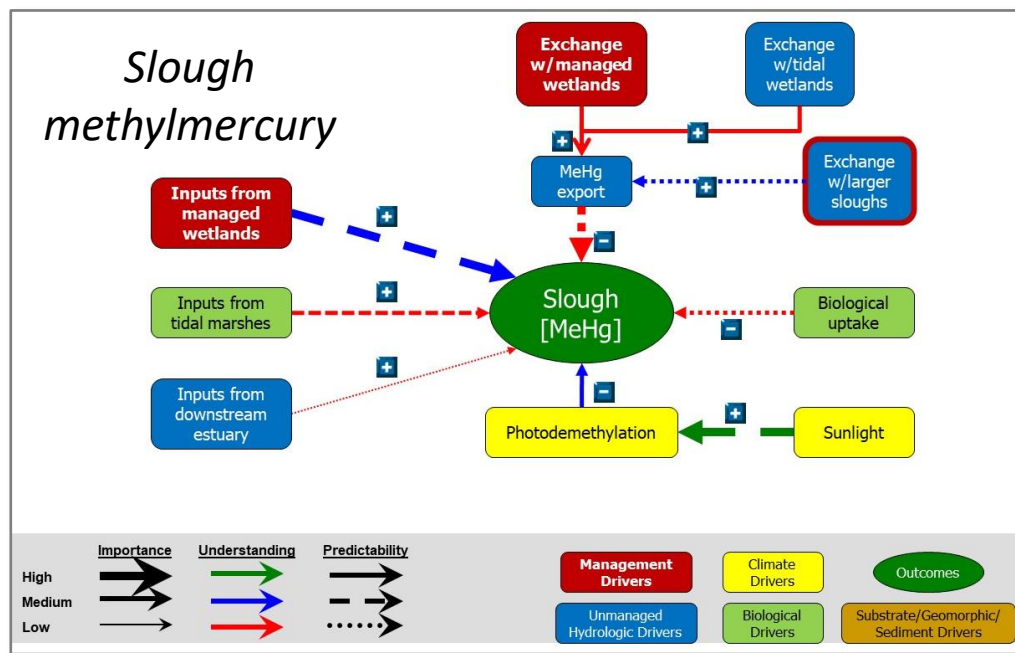 Slough
methylmercury
Exchange
w/managed
wetlands
Exchange
w/tidal
wetlands
+
+
MeHg
export
+
Exchange
w/larger
sloughs
Inputs from
managed
wetlands
+
−
Inputs from
tidal marshes
+
Slough
[MeHg]
−
Biological
uptake
Inputs from
downstream
estuary
+
−
Photodemethylation
+
Sunlight
Importance Understanding Predictability
High
Medium
Low
Management
Drivers
Climate
Drivers
Outcomes
Unmanaged
Hydrologic Drivers
Biological
Drivers
Substrate/Geomorphic/
Sediment Drivers